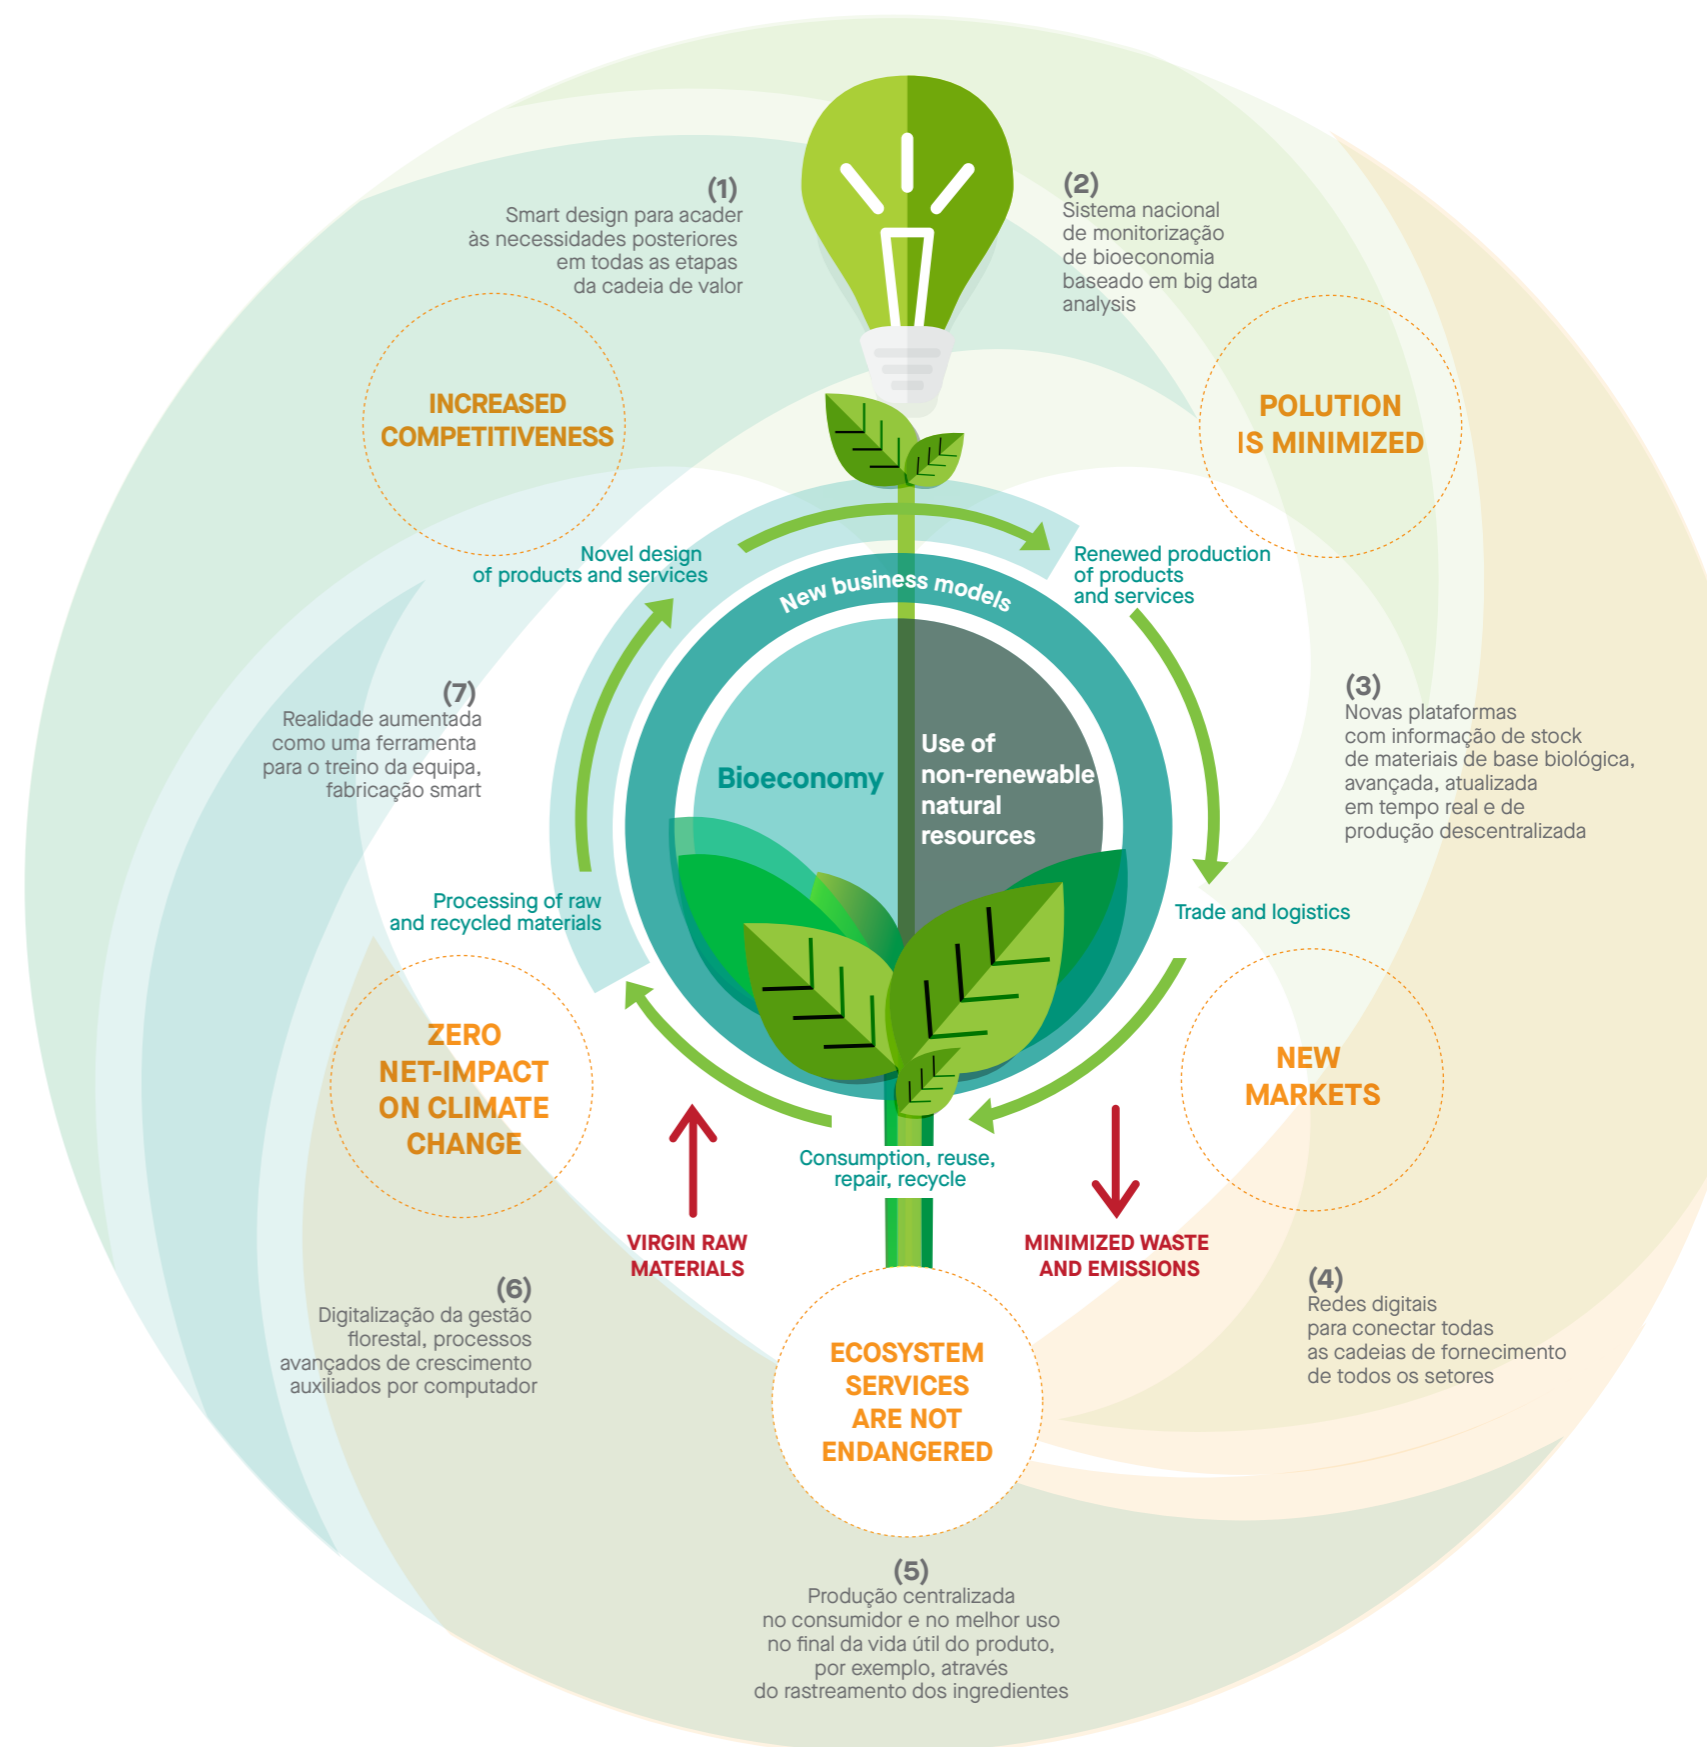 (1)
Smart design para acader
às necessidades posteriores
em todas as etapas
da cadeia de valor
(2)
Sistema nacional
de monitorização
de bioeconomia
baseado em big data
analysis
INCREASED
COMPETITIVENESS
POLUTION
IS MINIMIZED
Novel design
of products and services
Renewed production
of products
and services
New business models
(7)
Realidade aumentada
como uma ferramenta
para o treino da equipa,
fabricação smart
Bioeconomy
Use of
non-renewable
natural
resources
(3)
Novas plataformas
com informação de stock
de materiais de base biológica,
avançada, atualizada
em tempo real e de
produção descentralizada
Processing of raw
and recycled materials
Trade and logistics
ZERO
NET-IMPACT
ON CLIMATE
CHANGE
NEW
MARKETS
Consumption, reuse,
repair, recycle
VIRGIN RAW
MATERIALS
MINIMIZED WASTE
AND EMISSIONS
(6)
Digitalização da gestão
florestal, processos
avançados de crescimento
auxiliados por computador
(4)
Redes digitais
para conectar todas
as cadeias de fornecimento
de todos os setores
ECOSYSTEM
SERVICES
ARE NOT
ENDANGERED
(5)
Produção centralizada
no consumidor e no melhor uso
no final da vida útil do produto,
por exemplo, através
do rastreamento dos ingredientes